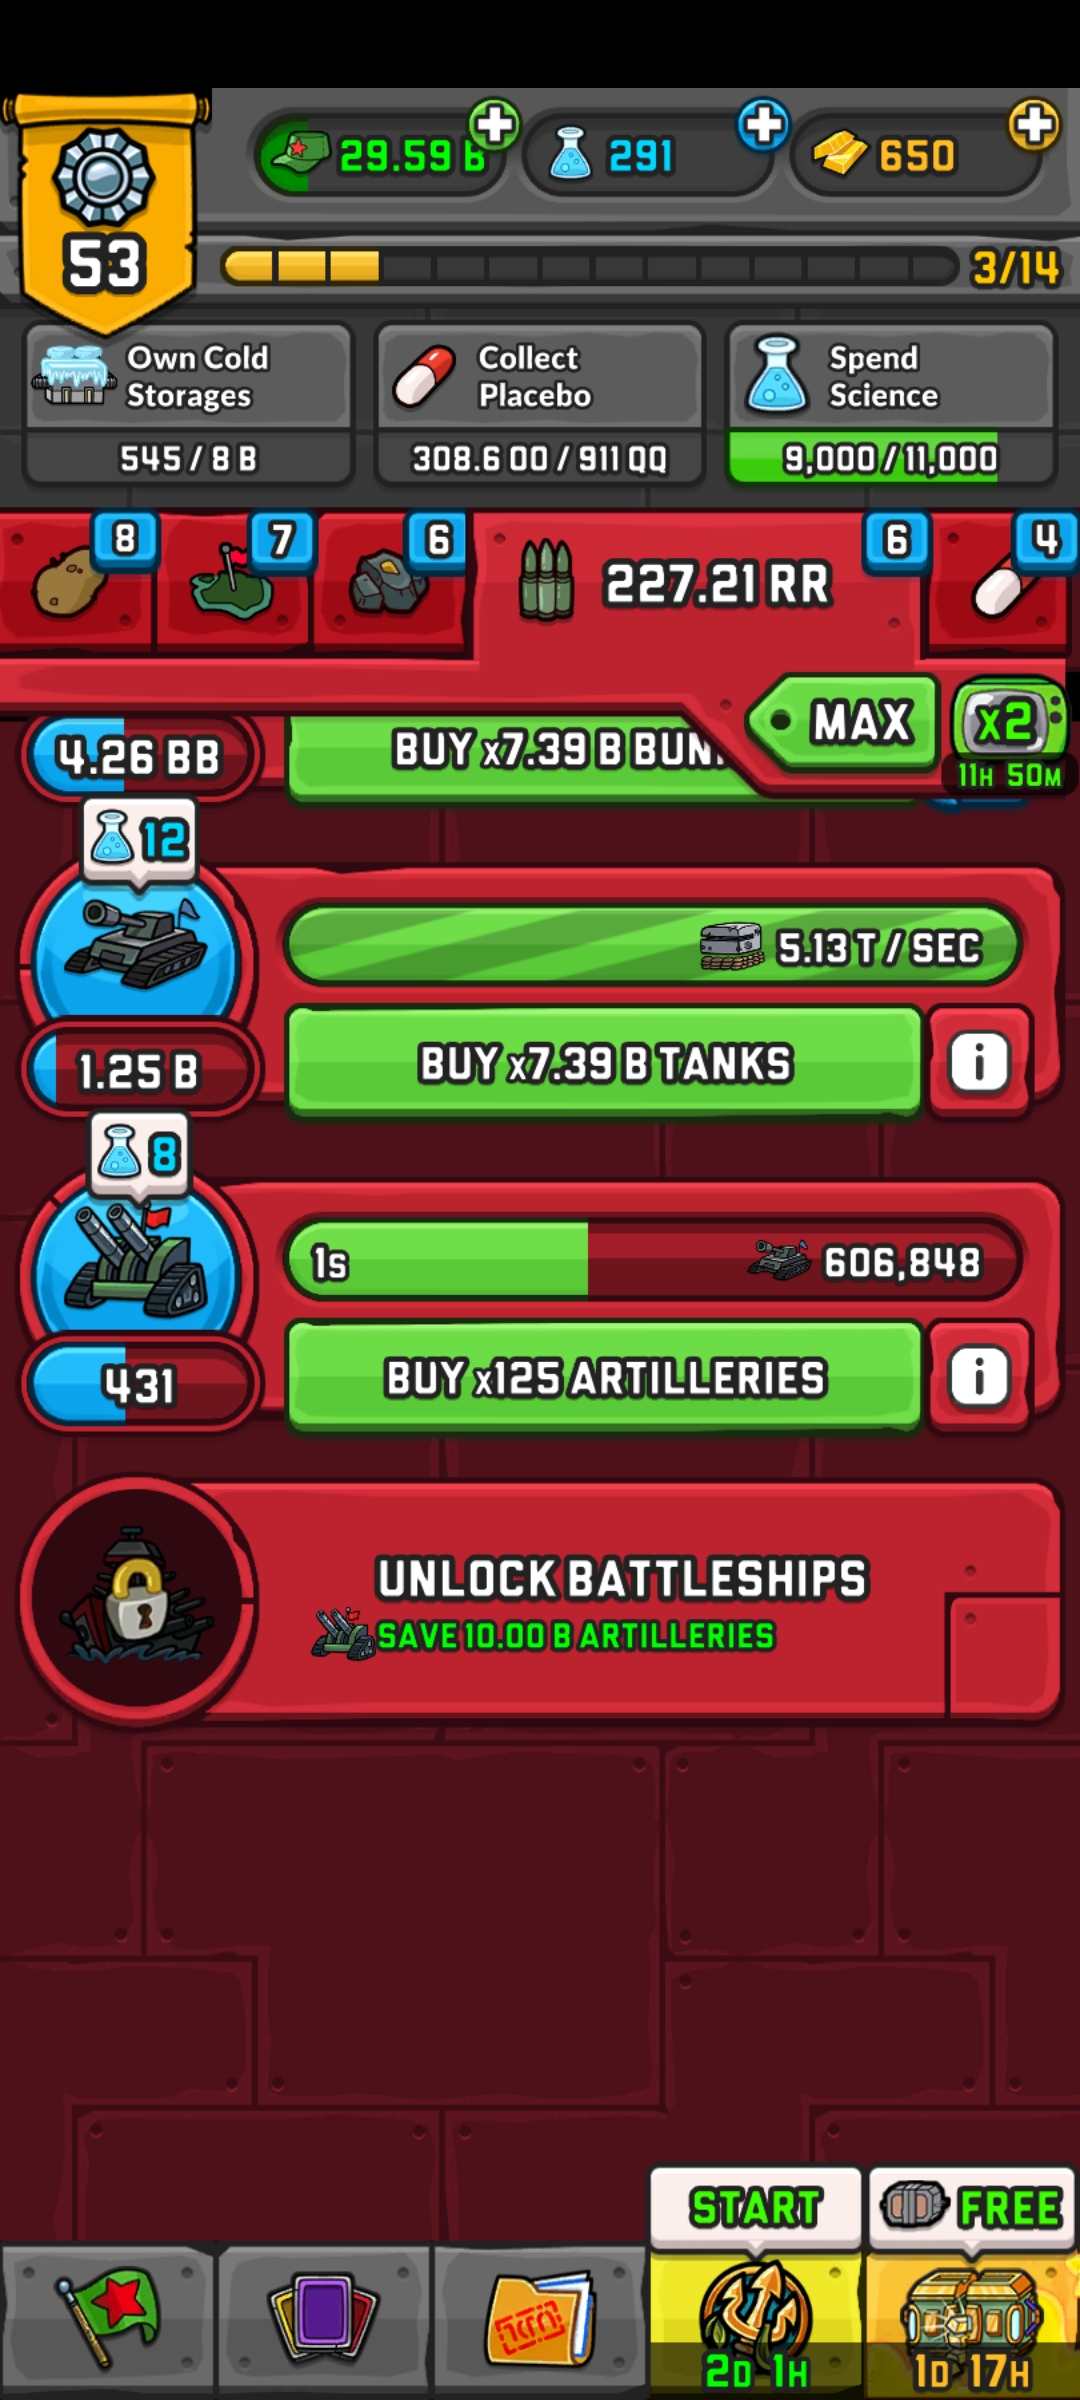 29.59 B
291
650
53
3/14
Own Cold
Storages
545 / 8 B
Collect
Placebo
308.6 OO / 911 QQ
Spend
Science
9,000 / 11,000
8
7
6
227.21 RR
6
4
MAX
x2
11H 50M
4.26 BB
BUY x7.39 B BUN
12
5.13 T / SEC
1.25 B
BUY x7.39 B TANKS
i
8
1s
606,848
431
BUY x125 ARTILLERIES
i
UNLOCK BATTLESHIPS
SAVE 10.00 B ARTILLERIES
START
FREE
2D 1H
1D 17H